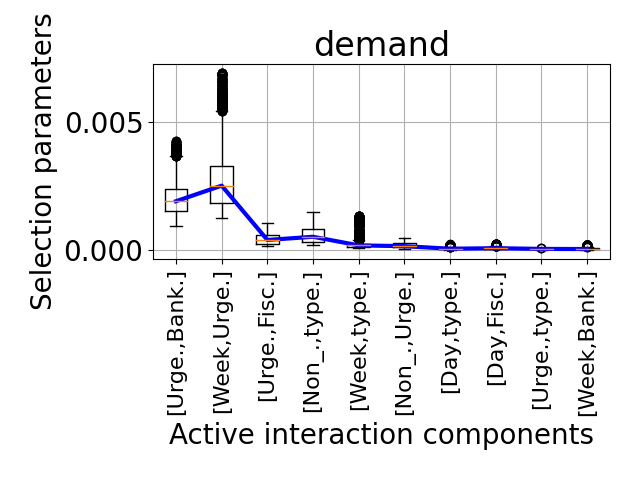 demand
Selection parameters
0.005
0.000
[Urge.,Bank.]
[Week,Urge.]
[Urge.,Fisc.]
[Non_.,type.]
[Week,type.]
[Non_.,Urge.]
[Day,type.]
[Day,Fisc.]
[Urge.,type.]
[Week,Bank.]
Active interaction components